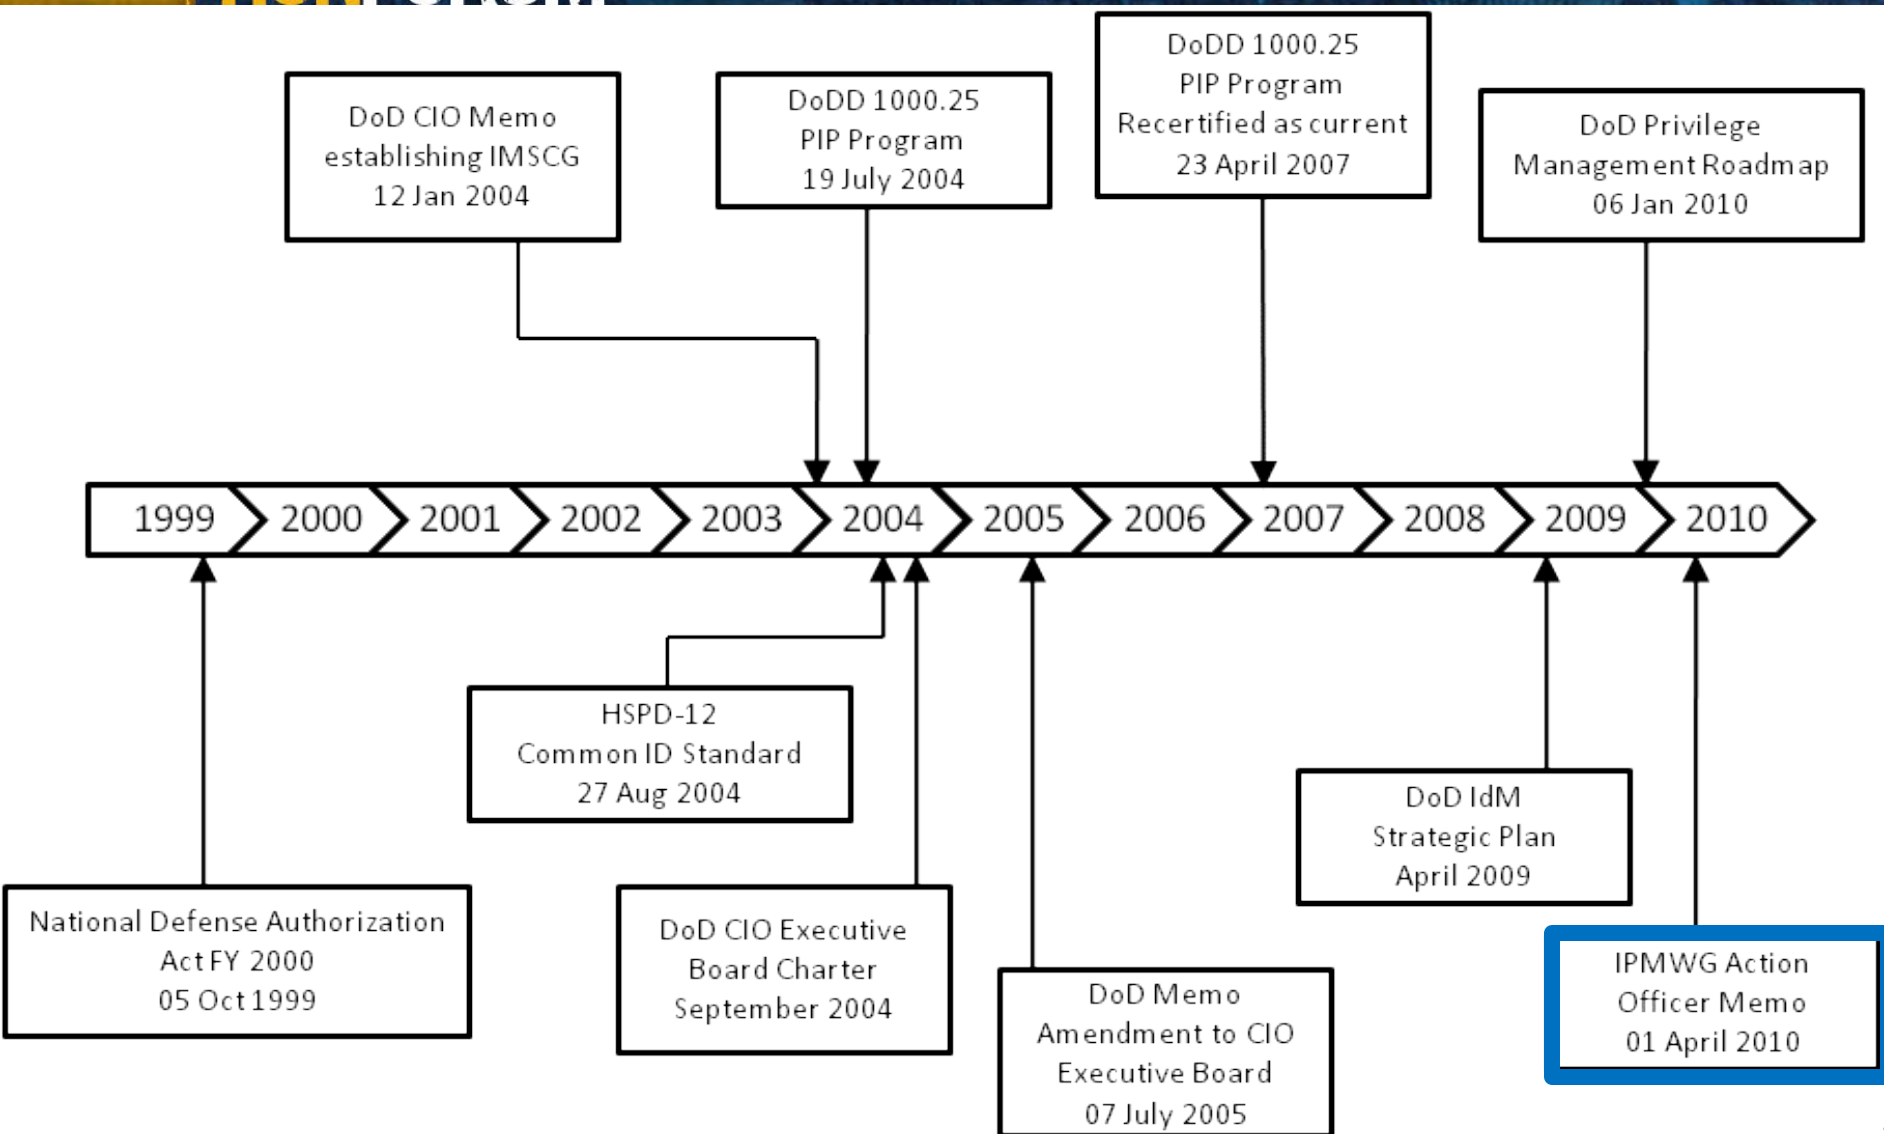 DoD CIO Memo
establishing IMSCG
12 Jan 2004
DoDD 1000.25
PIP Program
19 July 2004
DoDD 1000.25
PIP Program
Recertified as current
23 April 2007
DoD Privilege
Management Roadmap
06 Jan 2010
1999
2000
2001
2002
2003
2004
2005
2006
2007
2008
2009
2010
National Defense Authorization
Act FY 2000
05 Oct 1999
HSPD-12
Common ID Standard
27 Aug 2004
DoD CIO Executive
Board Charter
September 2004
DoD Memo
Amendment to CIO
Executive Board
07 July 2005
DoD IdM
Strategic Plan
April 2009
IPMWG Action
Officer Memo
01 April 2010